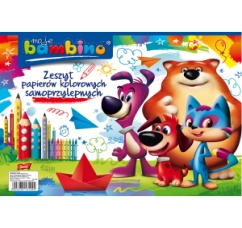 moje
bambino
Zeszyt
papierów kolorowych
samoprzylepnych